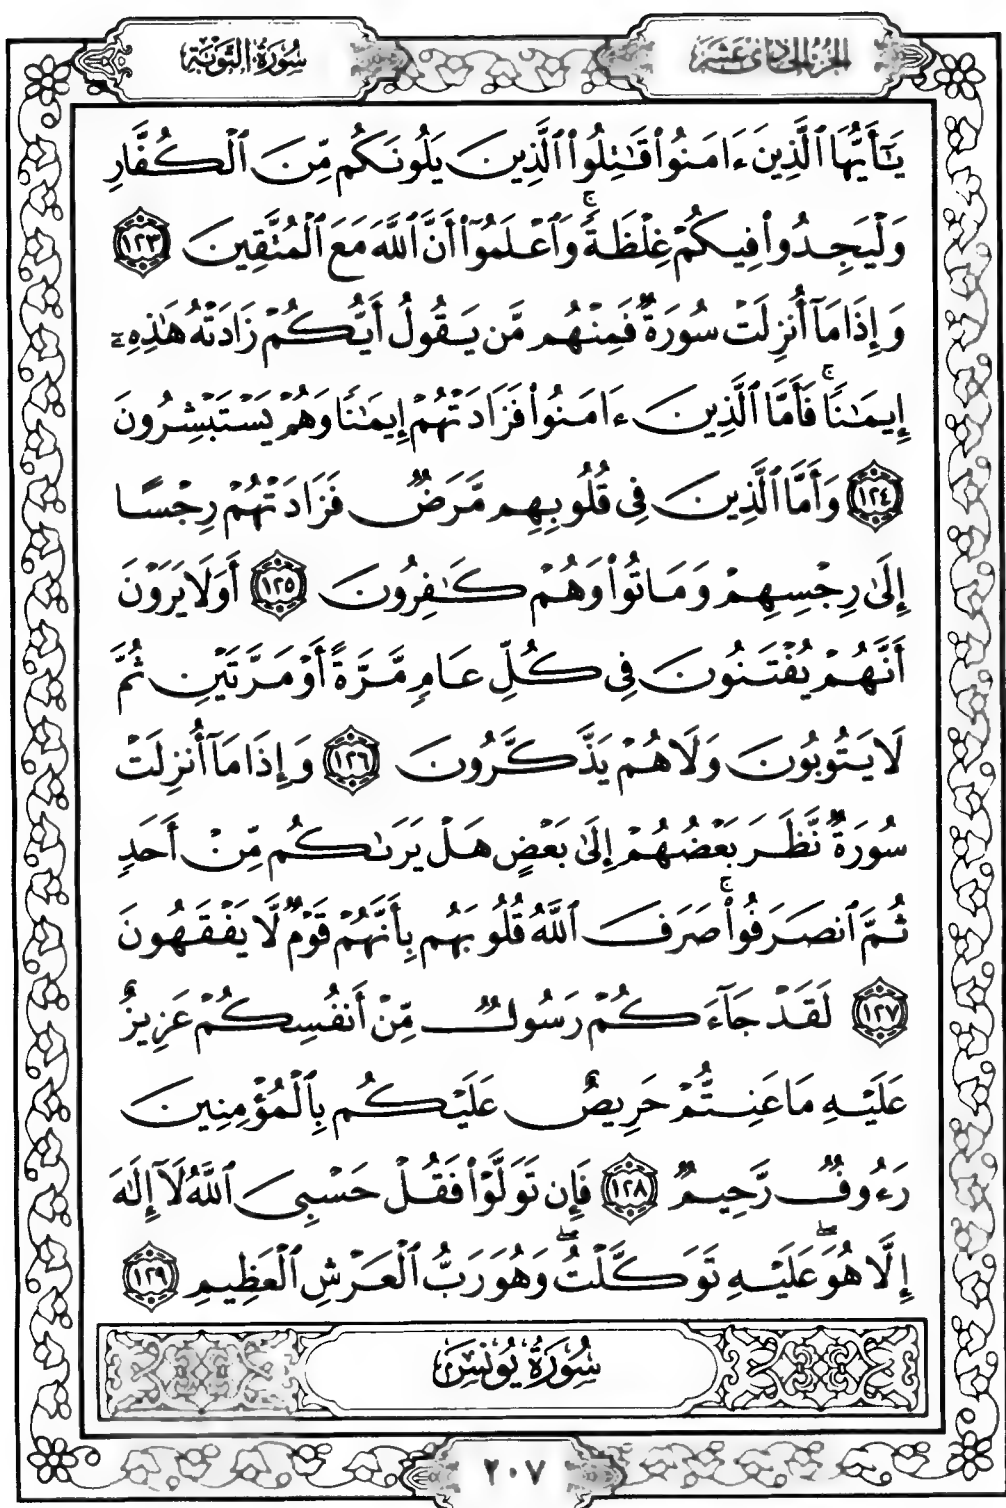 الجزء الحادي عشر
سورة التوبة
يَـٰٓأَيُّهَا ٱلَّذِينَ ءَامَنُوا۟ قَـٰتِلُوا۟ ٱلَّذِينَ يَلُونَكُم مِّنَ ٱلْكُفَّارِ
وَلْيَجِدُوا۟ فِيكُمْ غِلْظَةً ۚ وَٱعْلَمُوٓا۟ أَنَّ ٱللَّهَ مَعَ ٱلْمُتَّقِينَ ١٢٣
وَإِذَا مَآ أُنزِلَتْ سُورَةٌ فَمِنْهُم مَّن يَقُولُ أَيُّكُمْ زَادَتْهُ هَـٰذِهِۦٓ
إِيمَـٰنًا ۚ فَأَمَّا ٱلَّذِينَ ءَامَنُوا۟ فَزَادَتْهُمْ إِيمَـٰنًا وَهُمْ يَسْتَبْشِرُونَ
١٢٤ وَأَمَّا ٱلَّذِينَ فِى قُلُوبِهِم مَّرَضٌ فَزَادَتْهُمْ رِجْسًا
إِلَىٰ رِجْسِهِمْ وَمَاتُوا۟ وَهُمْ كَـٰفِرُونَ ١٢٥ أَوَلَا يَرَوْنَ
أَنَّهُمْ يُفْتَنُونَ فِى كُلِّ عَامٍ مَّرَّةً أَوْ مَرَّتَيْنِ ثُمَّ
لَا يَتُوبُونَ وَلَا هُمْ يَذَّكَّرُونَ ١٢٦ وَإِذَا مَآ أُنزِلَتْ
سُورَةٌ نَّظَرَ بَعْضُهُمْ إِلَىٰ بَعْضٍ هَلْ يَرَىٰكُم مِّنْ أَحَدٍ
ثُمَّ ٱنصَرَفُوا۟ ۚ صَرَفَ ٱللَّهُ قُلُوبَهُم بِأَنَّهُمْ قَوْمٌ لَّا يَفْقَهُونَ
١٢٧ لَقَدْ جَآءَكُمْ رَسُولٌ مِّنْ أَنفُسِكُمْ عَزِيزٌ
عَلَيْهِ مَا عَنِتُّمْ حَرِيصٌ عَلَيْكُم بِٱلْمُؤْمِنِينَ
رَءُوفٌ رَّحِيمٌ ١٢٨ فَإِن تَوَلَّوْا۟ فَقُلْ حَسْبِىَ ٱللَّهُ لَآ إِلَـٰهَ
إِلَّا هُوَ ۖ عَلَيْهِ تَوَكَّلْتُ ۖ وَهُوَ رَبُّ ٱلْعَرْشِ ٱلْعَظِيمِ ١٢٩
سُورَةُ يُونُسَ
٢٠٧